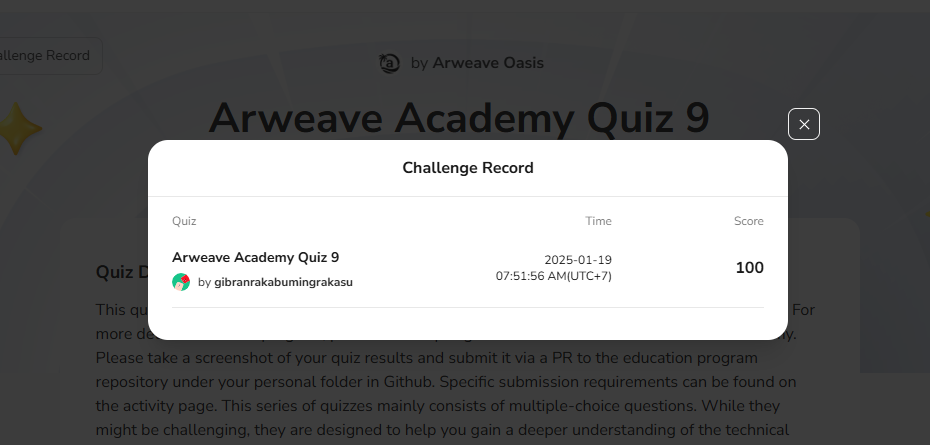 allenge Record
by Arweave Oasis
Arweave Academy Quiz 9
Challenge Record
Quiz Time Score
Arweave Academy Quiz 9
2025-01-19
07:51:56 AM(UTC+7)
100
by gibranrakabumingrakasu
Quiz D
This qu For
more de
Please take a screenshot of your quiz results and submit it via a PR to the education program
repository under your personal folder in Github. Specific submission requirements can be found on
the activity page. This series of quizzes mainly consists of multiple-choice questions. While they
might be challenging, they are designed to help you gain a deeper understanding of the technical